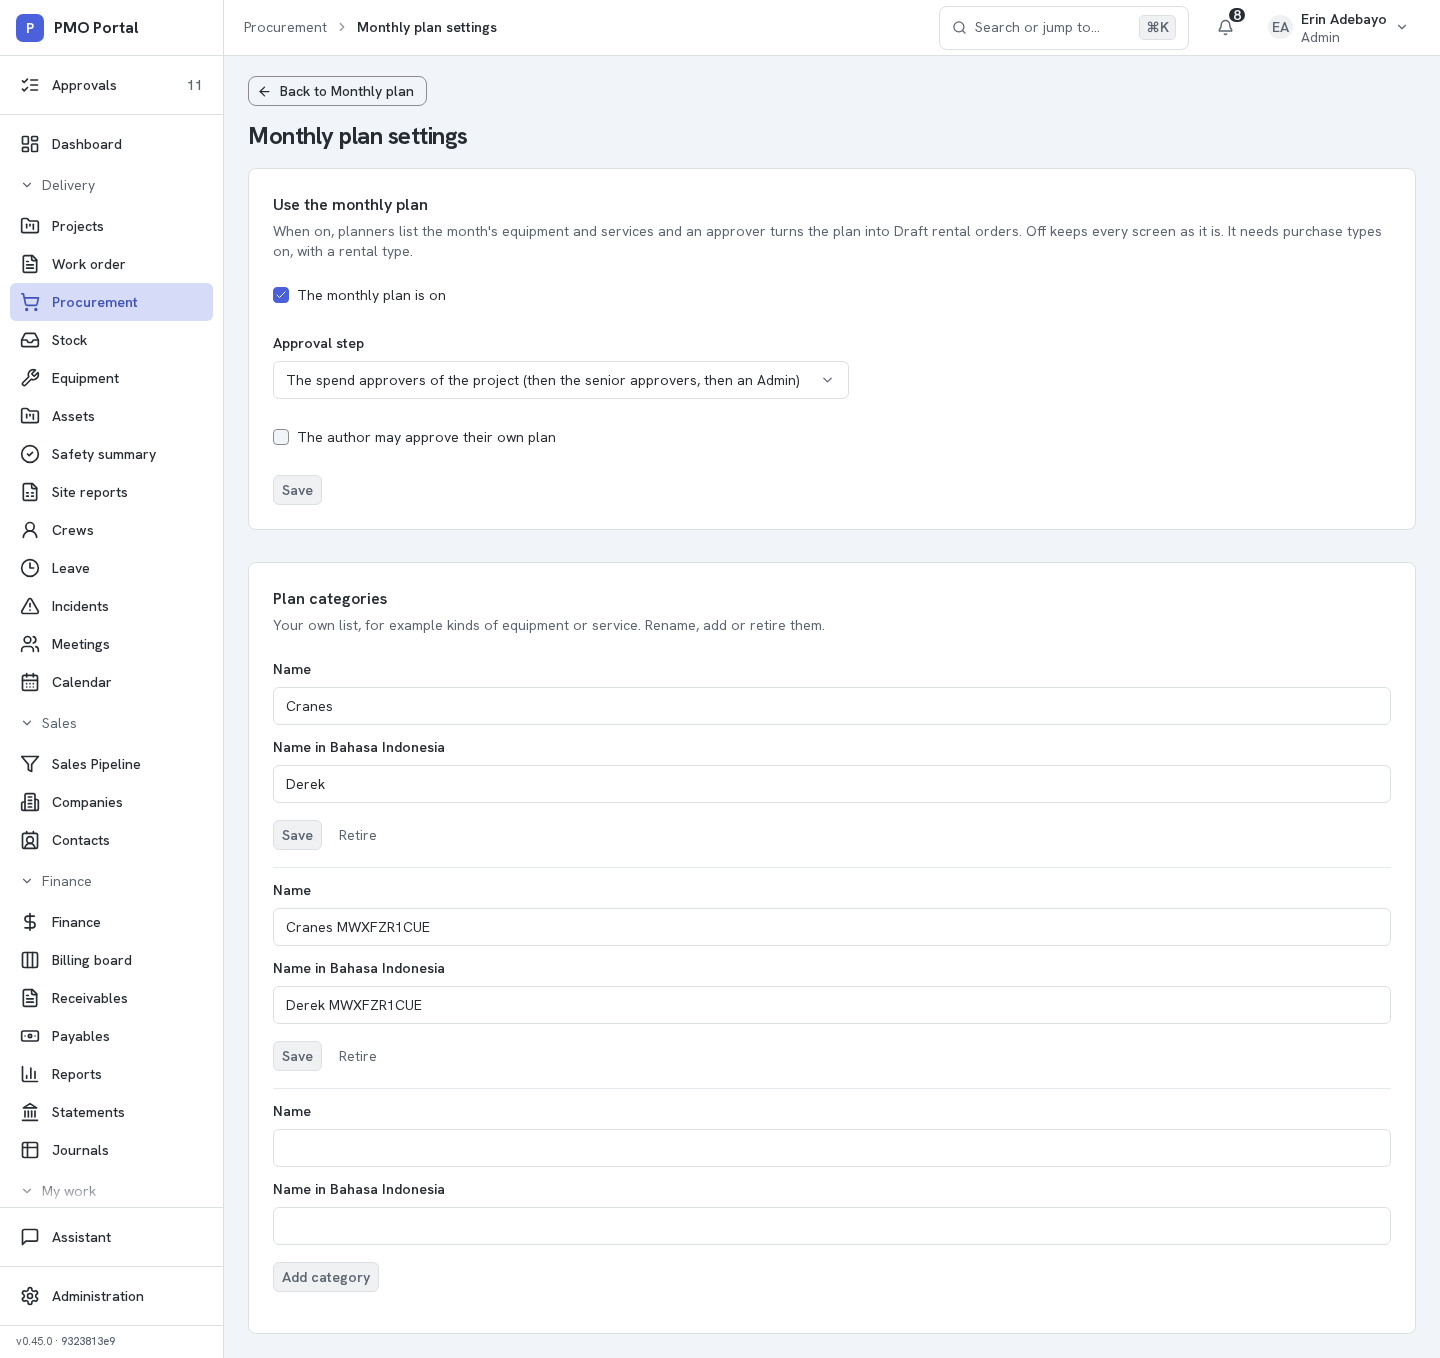 P PMO Portal
Procurement > Monthly plan settings
Search or jump to... ⌘K
8
EA
Erin Adebayo
Admin
Approvals 11
Dashboard
Delivery
Projects
Work order
Procurement
Stock
Equipment
Assets
Safety summary
Site reports
Crews
Leave
Incidents
Meetings
Calendar
Sales
Sales Pipeline
Companies
Contacts
Finance
Finance
Billing board
Receivables
Payables
Reports
Statements
Journals
My work
Assistant
Administration
v0.45.0 · 9323813e9
Back to Monthly plan
Monthly plan settings
Use the monthly plan
When on, planners list the month's equipment and services and an approver turns the plan into Draft rental orders. Off keeps every screen as it is. It needs purchase types
on, with a rental type.
The monthly plan is on
Approval step
The spend approvers of the project (then the senior approvers, then an Admin)
The author may approve their own plan
Save
Plan categories
Your own list, for example kinds of equipment or service. Rename, add or retire them.
Name
Cranes
Name in Bahasa Indonesia
Derek
Save Retire
Name
Cranes MWXFZR1CUE
Name in Bahasa Indonesia
Derek MWXFZR1CUE
Save Retire
Name
Name in Bahasa Indonesia
Add category